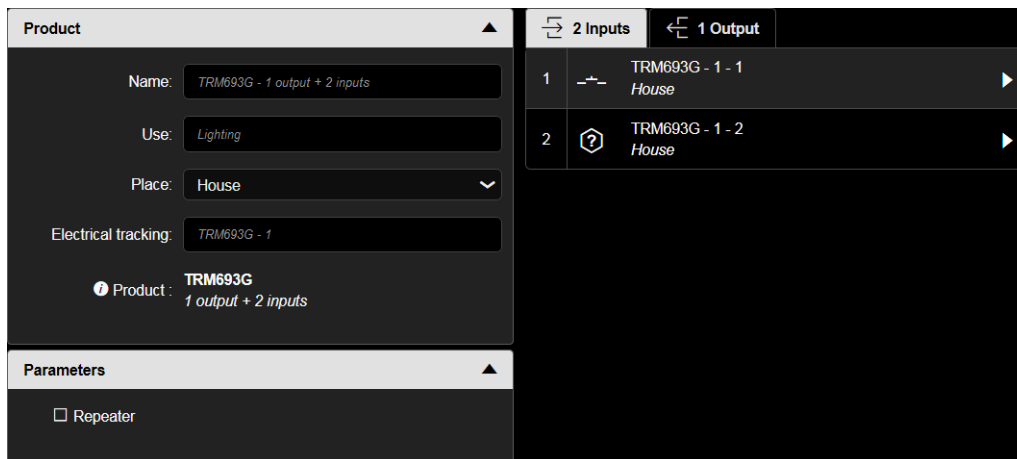 Product
Name: TRM693G - 1 output + 2 inputs
Use: Lighting
Place: House
Electrical tracking: TRM693G - 1
i Product : TRM693G
1 output + 2 inputs
Parameters
Repeater
2 Inputs
1 Output
1
TRM693G - 1 - 1
House
2
?
TRM693G - 1 - 2
House